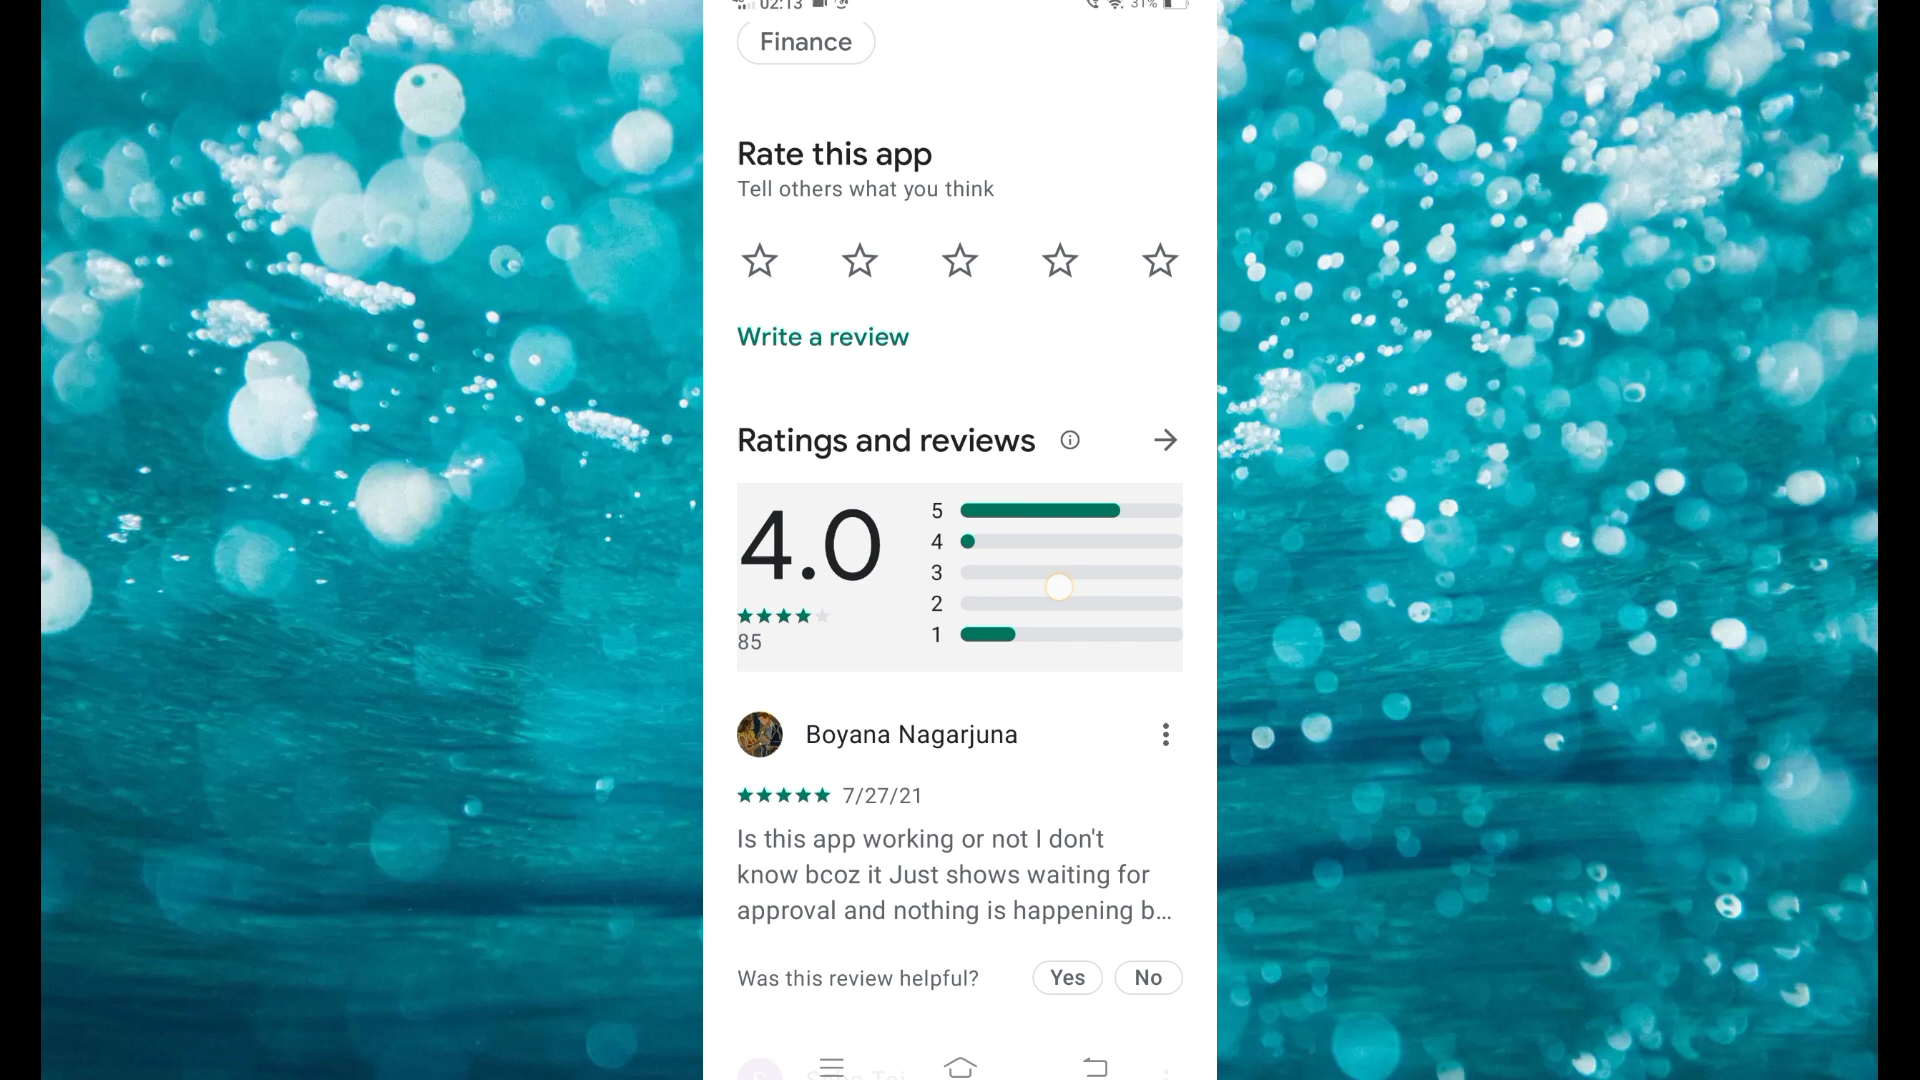 02:13
31%
Finance
Rate this app
Tell others what you think
Write a review
Ratings and reviews
4.0
85
5
4
3
2
1
Boyana Nagarjuna
7/27/21
Is this app working or not I don't
know bcoz it Just shows waiting for
approval and nothing is happening b...
Was this review helpful?
Yes
No